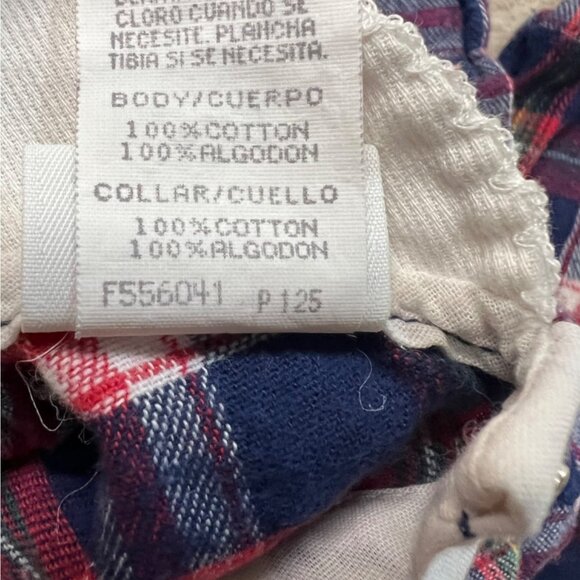 CLORO CUANDO SE
NECESITE. PLANCHA
TIBIA SI SE NECESITA.
BODY/CUERPO
100%COTTON
100%ALGODON
COLLAR/CUELLO
100%COTTON
100%ALGODON
F556041 P125